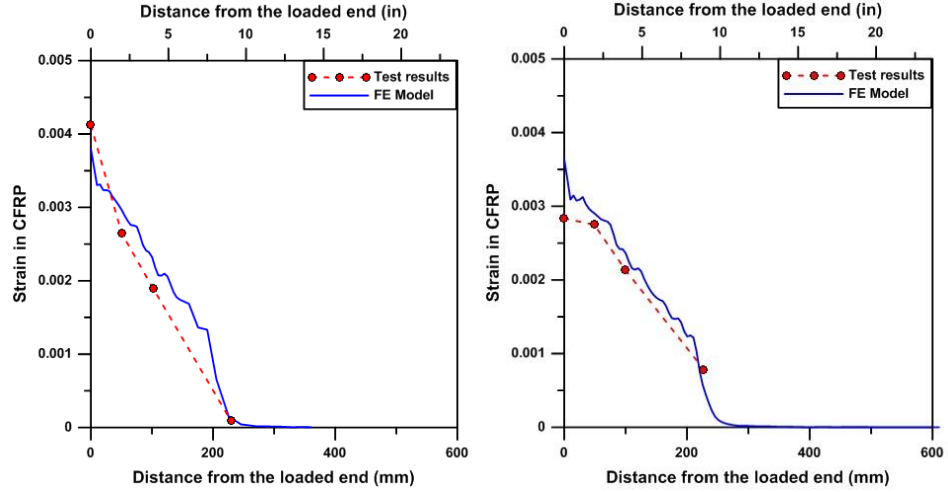 Distance from the loaded end (in)
0 5 10 15 20
0.005
0.004
0.003
0.002
0.001
0
Strain in CFRP
Test results
FE Model
0 200 400 600
Distance from the loaded end (mm)
Distance from the loaded end (in)
0 5 10 15 20
0.005
0.004
0.003
0.002
0.001
0
Strain in CFRP
Test results
FE Model
0 200 400 600
Distance from the loaded end (mm)